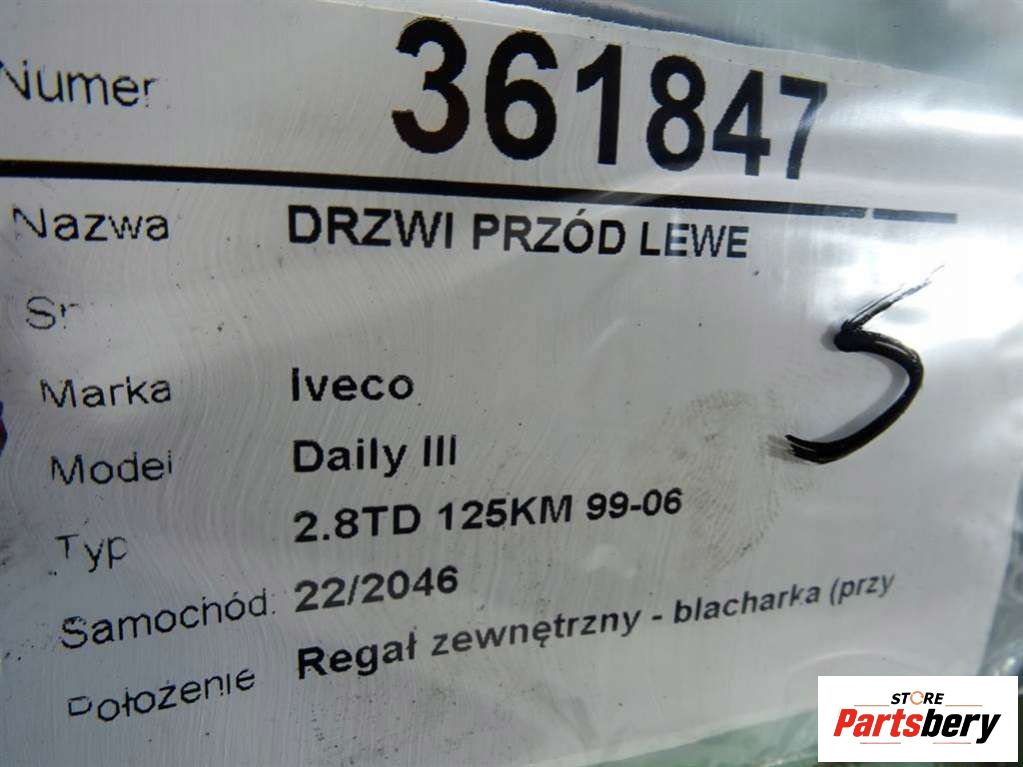 Numer 361847
Nazwa DRZWI PRZÓD LEWE
Marka Iveco
Model Daily III
Typ 2.8TD 125KM 99-06
Samochód: 22/2046
Położenie Regał zewnętrzny - blacharka (przy
5
STORE
Partsbery